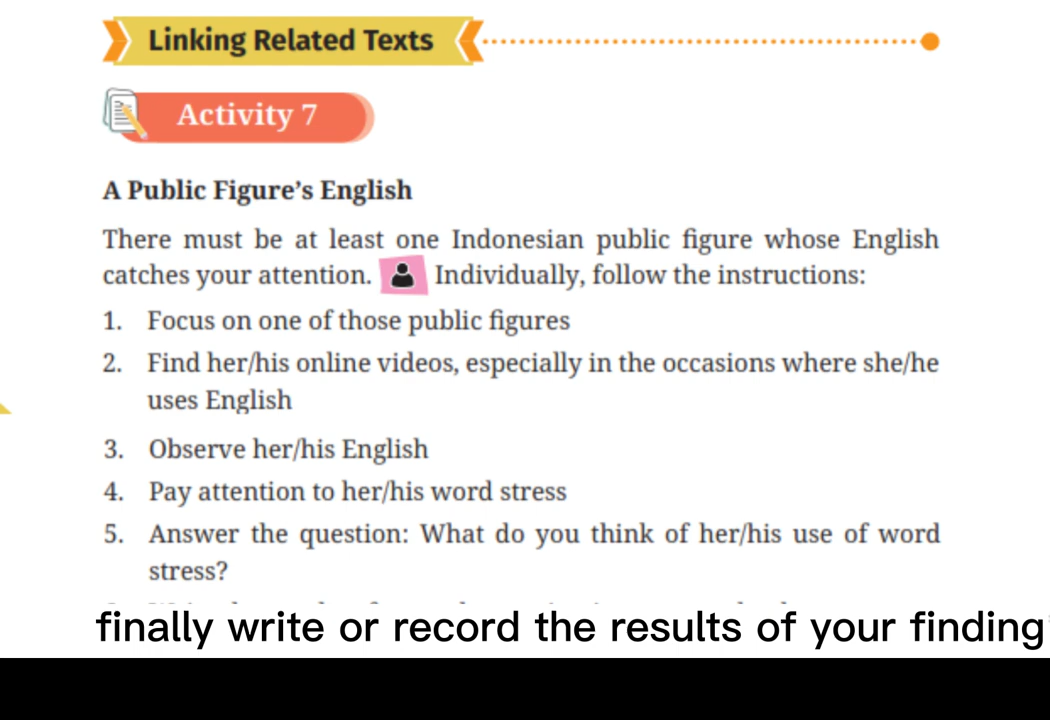 Linking Related Texts
Activity 7
A Public Figure's English
There must be at least one Indonesian public figure whose English
catches your attention. Individually, follow the instructions:
1. Focus on one of those public figures
2. Find her/his online videos, especially in the occasions where she/he
uses English
3. Observe her/his English
4. Pay attention to her/his word stress
5. Answer the question: What do you think of her/his use of word
stress?
finally write or record the results of your finding